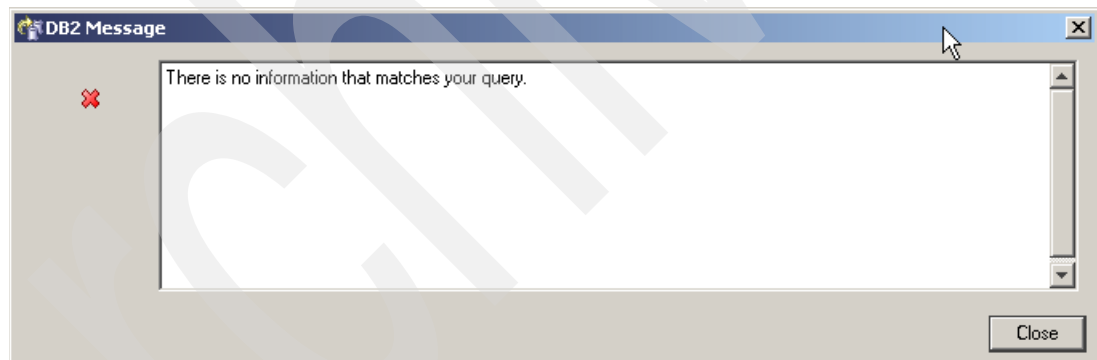 DB2 Message
There is no information that matches your query.
Close